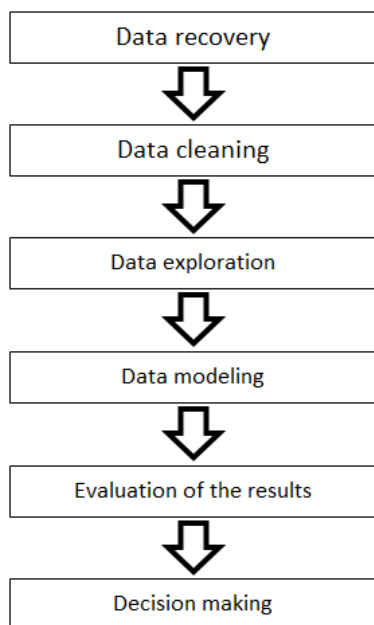 Data recovery
Data cleaning
Data exploration
Data modeling
Evaluation of the results
Decision making